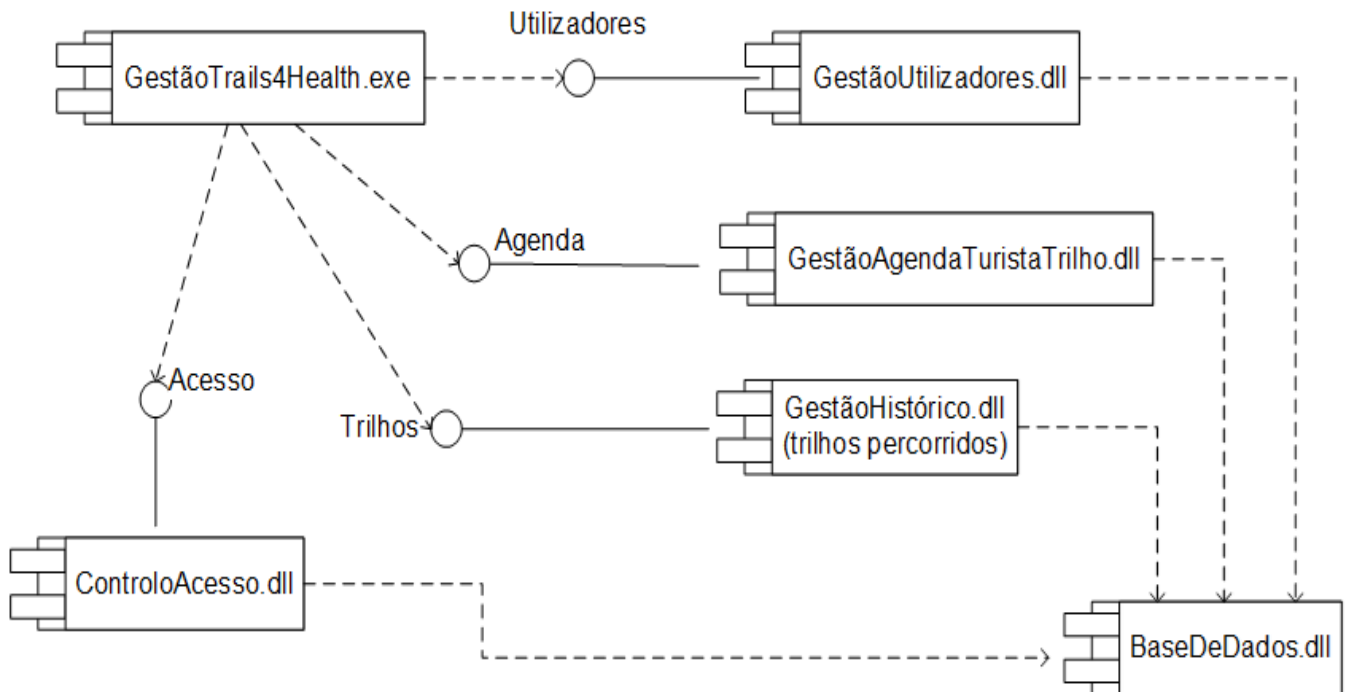 Utilizadores
GestãoTrails4Health.exe
GestãoUtilizadores.dll
Agenda
GestãoAgendaTuristaTrilho.dll
Acesso
Trilhos
GestãoHistórico.dll
(trilhos percorridos)
ControloAcesso.dll
BaseDeDados.dll